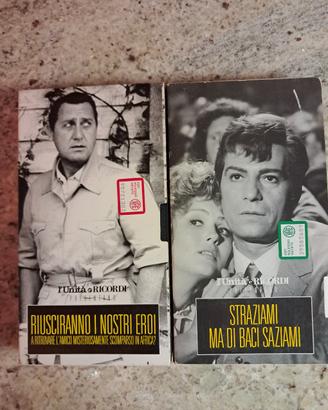 l'Unità & RICORDI
RIUSCIRANNO I NOSTRI EROI
A RITROVARE L'AMICO MISTERIOSAMENTE SCOMPARSO IN AFRICA?
l'Unità & RICORDI
STRAZIAMI
MA DI BACI SAZIAMI